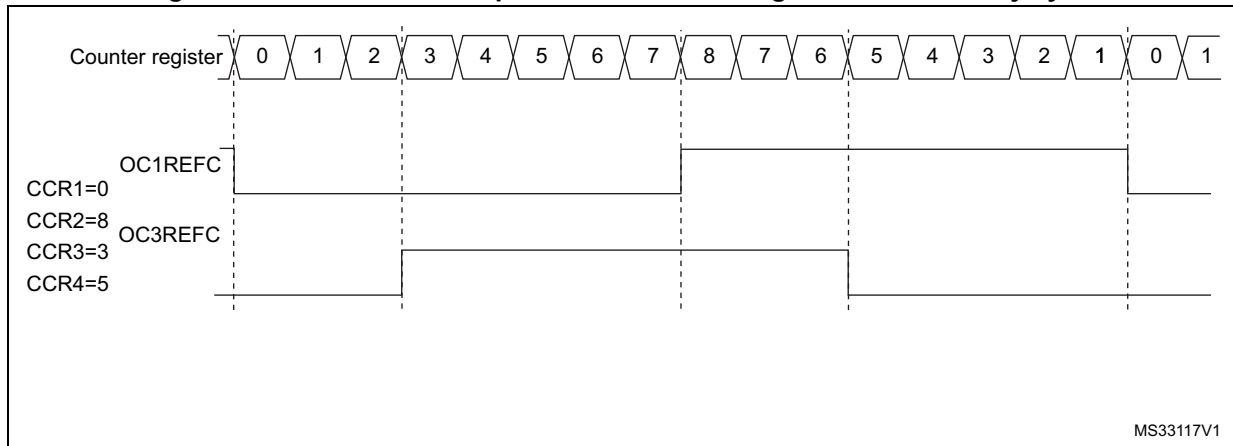 Counter register 0 1 2 3 4 5 6 7 8 7 6 5 4 3 2 1 0 1
OC1REFC
CCR1=0
CCR2=8
OC3REFC
CCR3=3
CCR4=5
MS33117V1